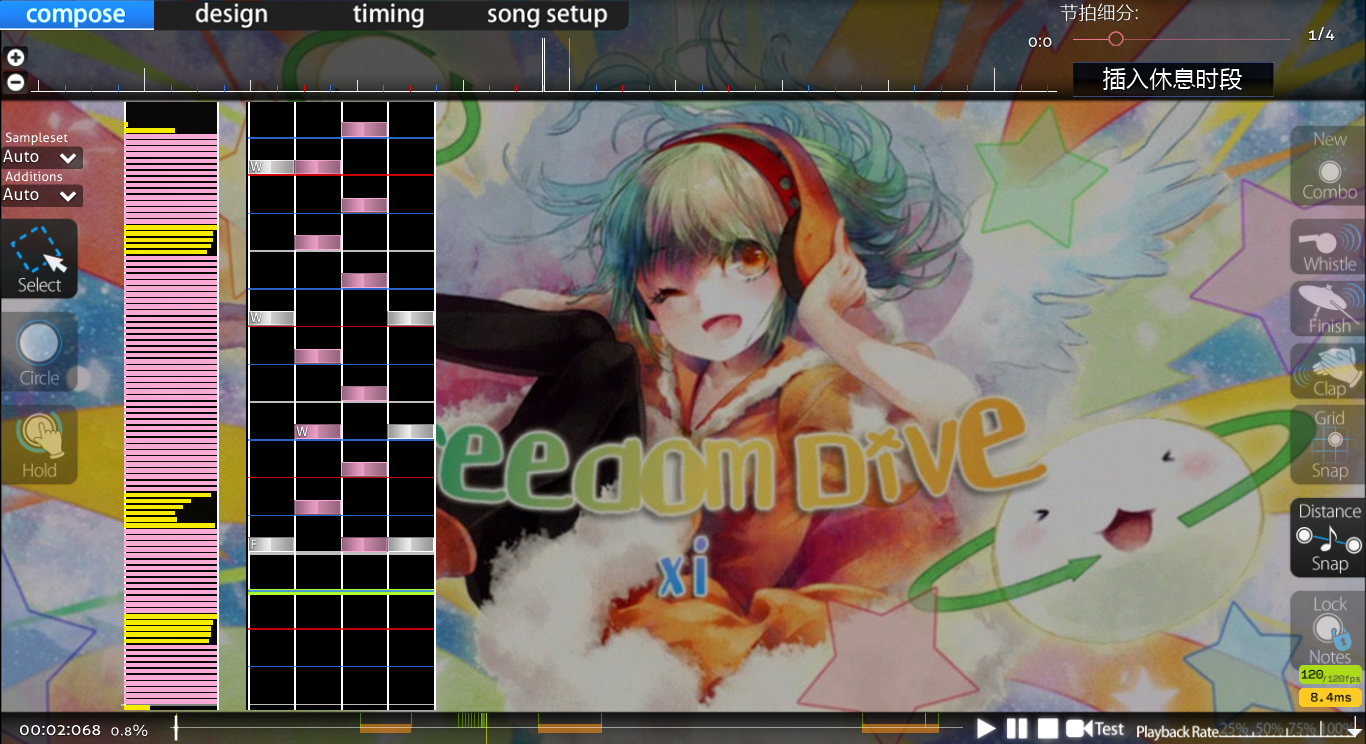 compose design timing song setup
节拍细分:
0:0
1/4
插入休息时段
Sampleset
Auto
Additions
Auto
Select
Circle
Hold
W
W
W
F
reedom Dive
xi
New
Combo
Whistle
Finish
Clap
Grid
Snap
Distance
Snap
Lock
Notes
120/120fps
8.4ms
00:02:068 0.8%
Test
Playback Rate
25% 50% 75% 100%